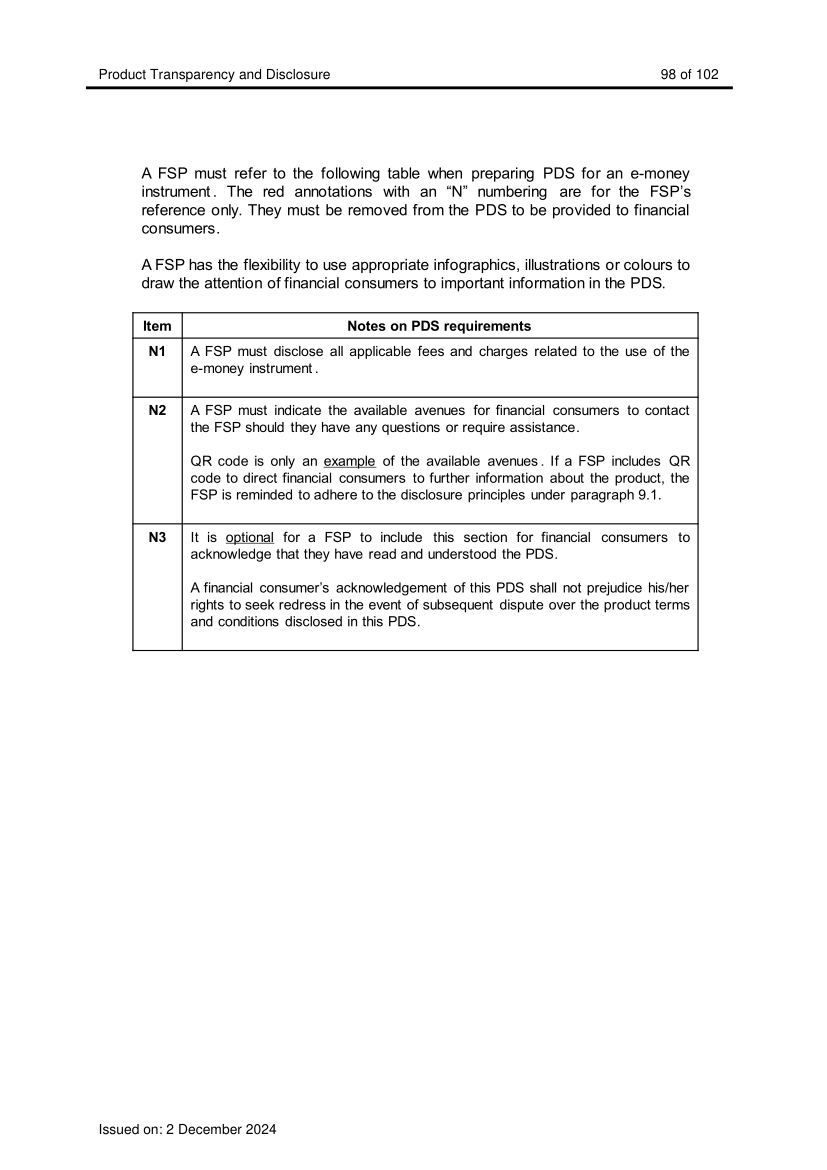 Product Transparency and Disclosure 98 of 102
A FSP must refer to the following table when preparing PDS for an e-money
instrument. The red annotations with an “N” numbering are for the FSP’s
reference only. They must be removed from the PDS to be provided to financial
consumers.
A FSP has the flexibility to use appropriate infographics, illustrations or colours to
draw the attention of financial consumers to important information in the PDS.
Item Notes on PDS requirements
N1 A FSP must disclose all applicable fees and charges related to the use of the
e-money instrument.
N2 A FSP must indicate the available avenues for financial consumers to contact
the FSP should they have any questions or require assistance.
QR code is only an example of the available avenues. If a FSP includes QR
code to direct financial consumers to further information about the product, the
FSP is reminded to adhere to the disclosure principles under paragraph 9.1.
N3 It is optional for a FSP to include this section for financial consumers to
acknowledge that they have read and understood the PDS.
A financial consumer’s acknowledgement of this PDS shall not prejudice his/her
rights to seek redress in the event of subsequent dispute over the product terms
and conditions disclosed in this PDS.
Issued on: 2 December 2024